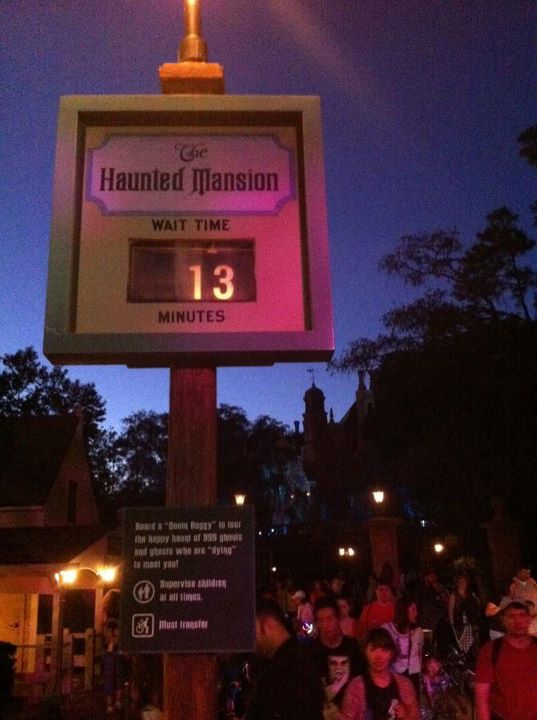 The
Haunted Mansion
WAIT TIME
13
MINUTES
Board a "Doom Buggy" to tour
the happy haunt of 999 ghouls
and ghosts who are "dying"
to meet you!
Supervise children
at all times.
Must transfer